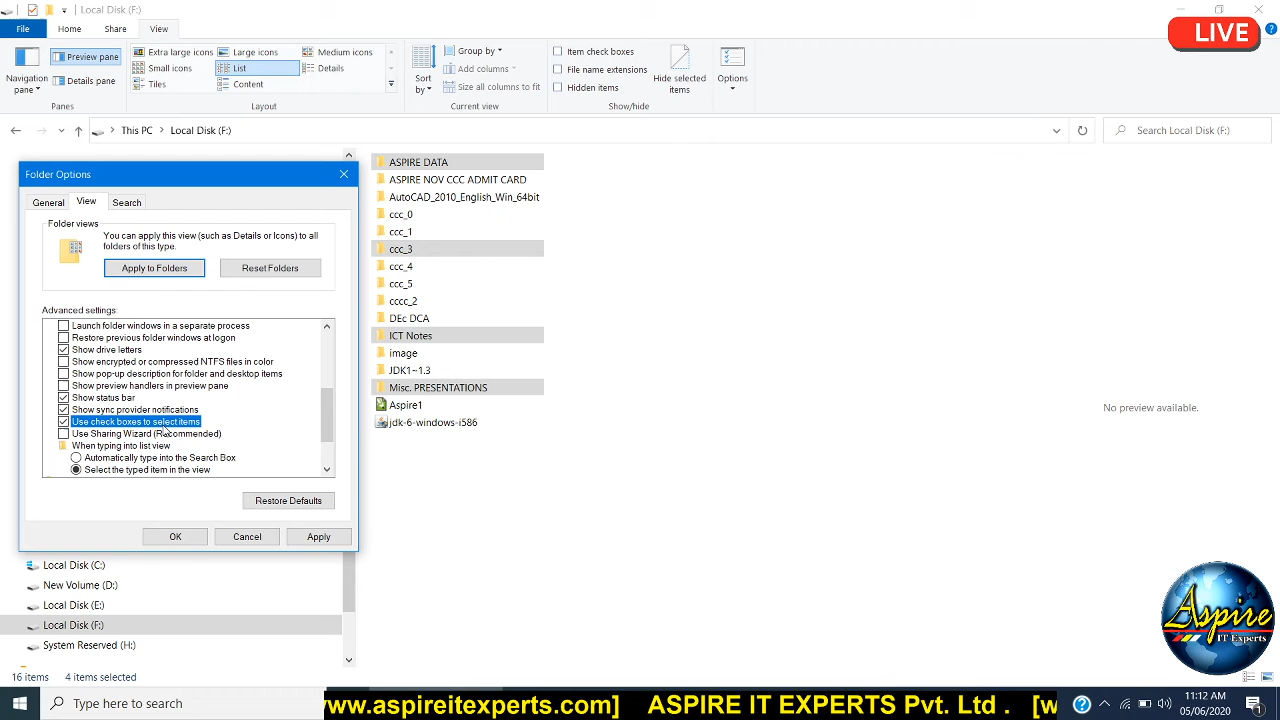 Local Disk (F:)
LIVE
File Home Share View
Navigation pane
Preview pane
Details pane
Panes
Extra large icons Large icons Medium icons
Small icons List Details
Tiles Content
Layout
Sort by
Group by
Add columns
Size all columns to fit
Current view
Item check boxes
File name extensions
Hidden items
Hide selected items
Show/hide
Options
This PC Local Disk (F:)
Search Local Disk (F:)
Folder Options
General View Search
Folder views
You can apply this view (such as Details or Icons) to all
folders of this type.
Apply to Folders Reset Folders
Advanced settings:
Launch folder windows in a separate process
Restore previous folder windows at logon
Show drive letters
Show encrypted or compressed NTFS files in color
Show pop-up description for folder and desktop items
Show preview handlers in preview pane
Show status bar
Show sync provider notifications
Use check boxes to select items
Use Sharing Wizard (Recommended)
When typing into list view
Automatically type into the Search Box
Select the typed item in the view
Restore Defaults
OK Cancel Apply
ASPIRE DATA
ASPIRE NOV CCC ADMIT CARD
AutoCAD_2010_English_Win_64bit
ccc_0
ccc_1
ccc_3
ccc_4
ccc_5
cccc_2
DEc DCA
ICT Notes
image
JDK1~1.3
Misc. PRESENTATIONS
Aspire1
jdk-6-windows-i586
No preview available.
Local Disk (C:)
New Volume (D:)
Local Disk (E:)
Local Disk (F:)
System Reserved (H:)
16 items 4 items selected
Aspire
IT Experts
Type here to search
www.aspireitexperts.com] ASPIRE IT EXPERTS Pvt. Ltd . [w
11:12 AM
05/06/2020
1